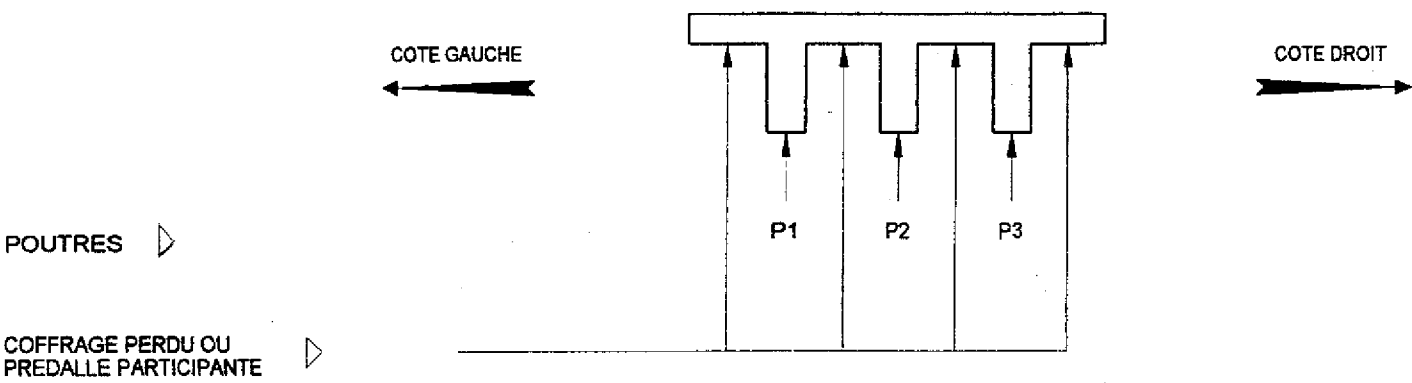 COTE GAUCHE
COTE DROIT
P1 P2 P3
POUTRES
COFFRAGE PERDU OU
PREDALLE PARTICIPANTE